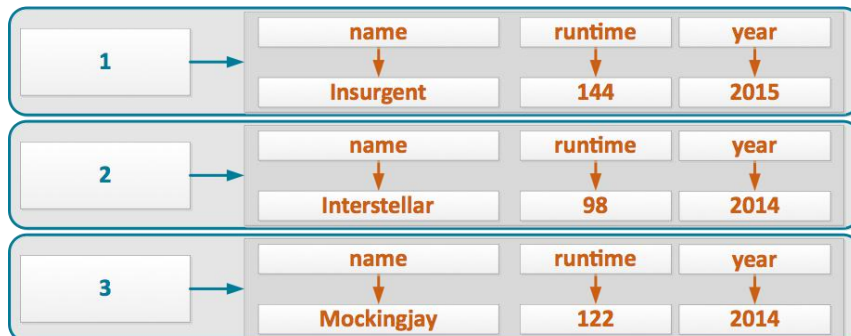 name runtime year
1
Insurgent 144 2015
name runtime year
2
Interstellar 98 2014
name runtime year
3
Mockingjay 122 2014